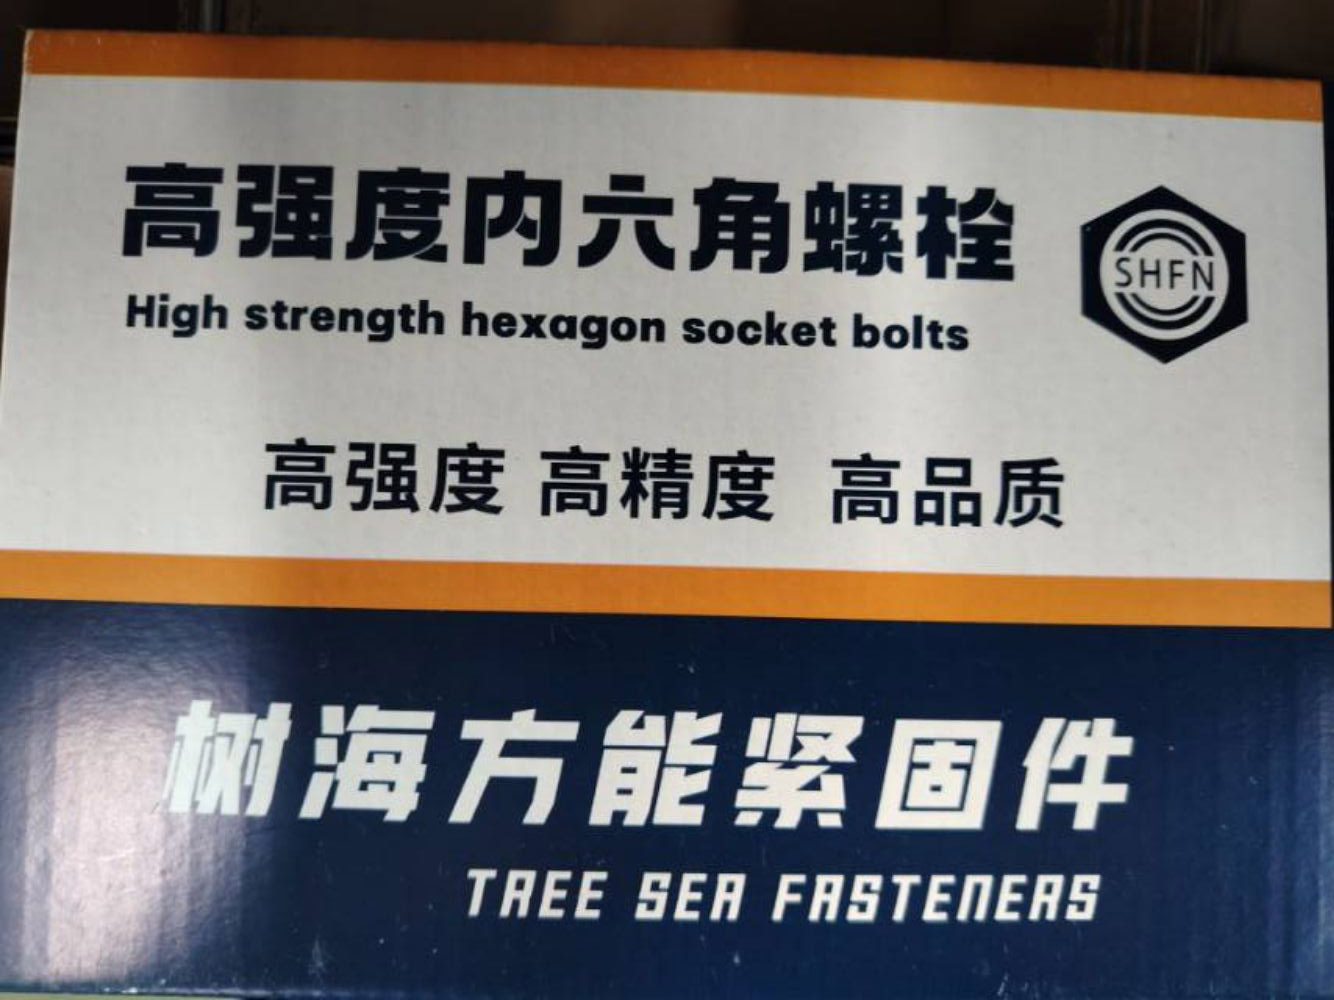 高强度内六角螺栓
High strength hexagon socket bolts
SHFN
高强度 高精度 高品质
树海方能紧固件
TREE SEA FASTENERS